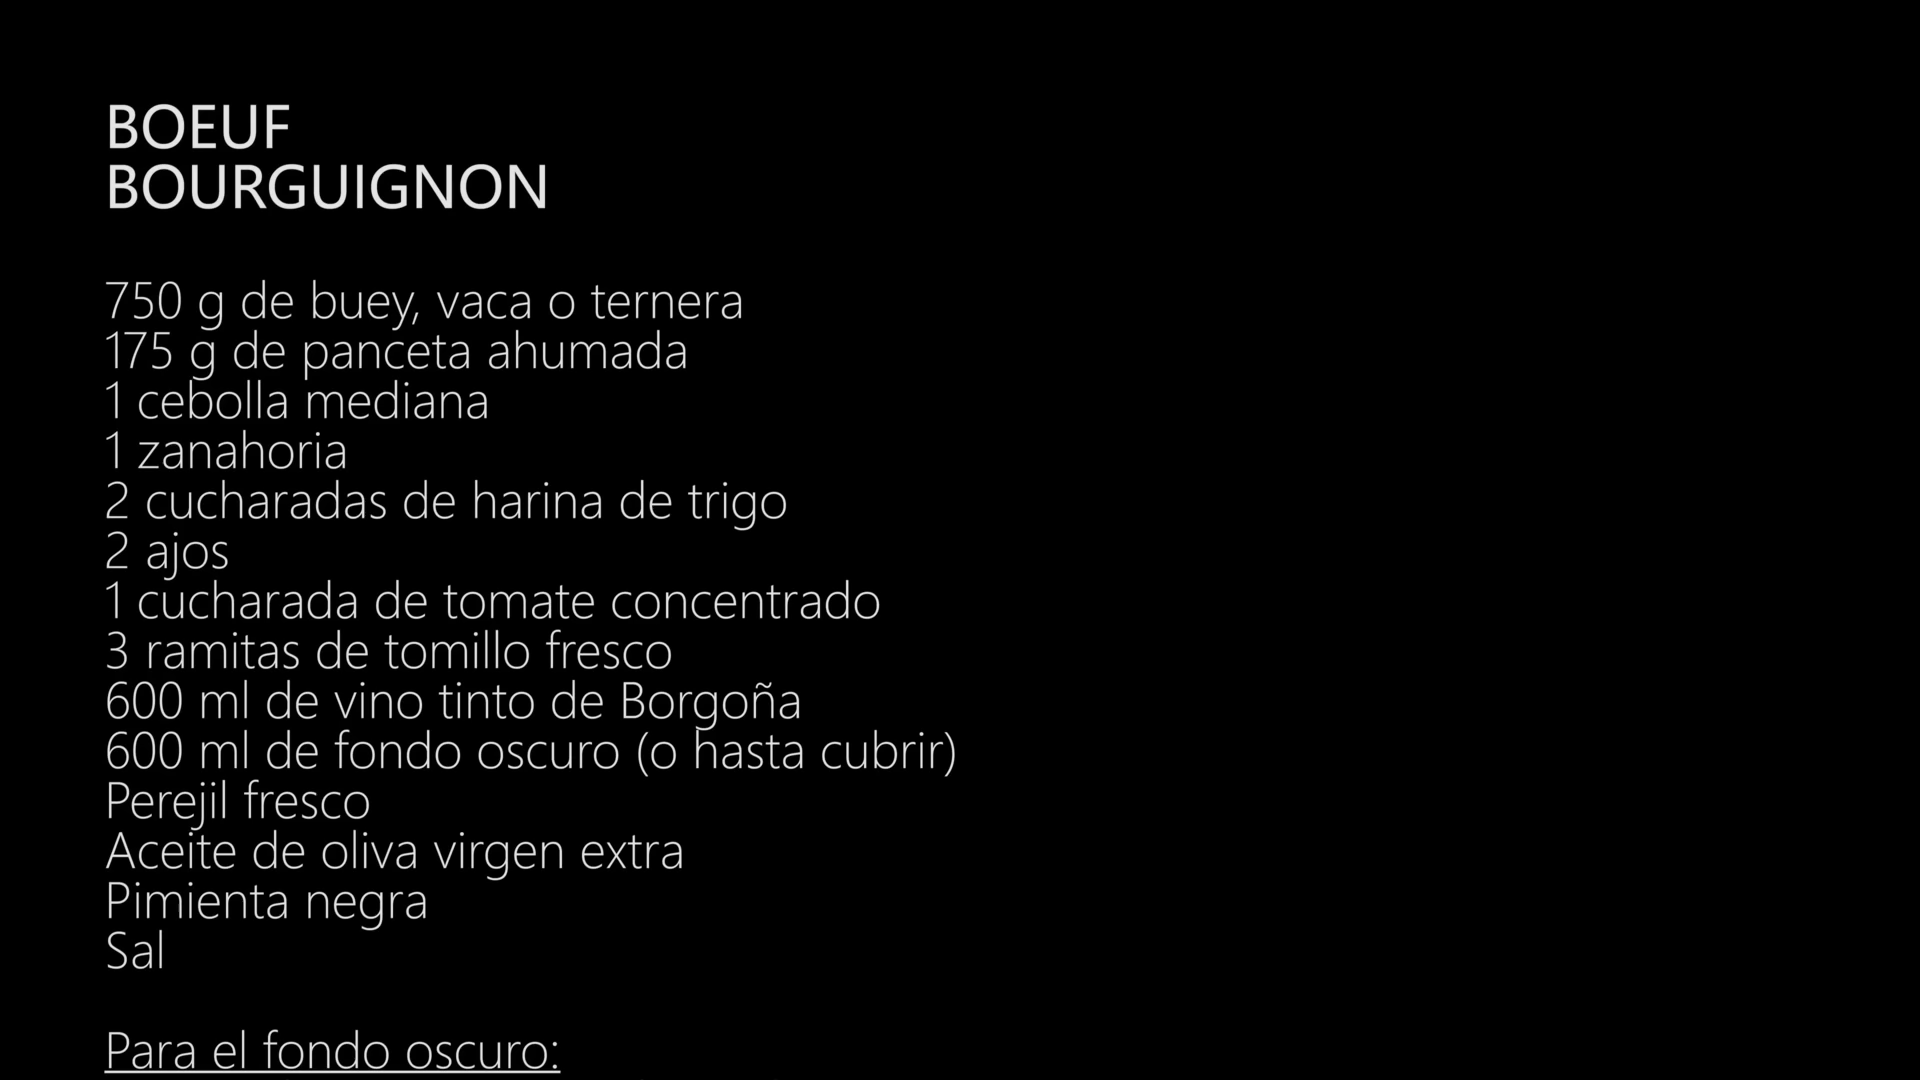 BOEUF
BOURGUIGNON
750 g de buey, vaca o ternera
175 g de panceta ahumada
1 cebolla mediana
1 zanahoria
2 cucharadas de harina de trigo
2 ajos
1 cucharada de tomate concentrado
3 ramitas de tomillo fresco
600 ml de vino tinto de Borgoña
600 ml de fondo oscuro (o hasta cubrir)
Perejil fresco
Aceite de oliva virgen extra
Pimienta negra
Sal
Para el fondo oscuro: